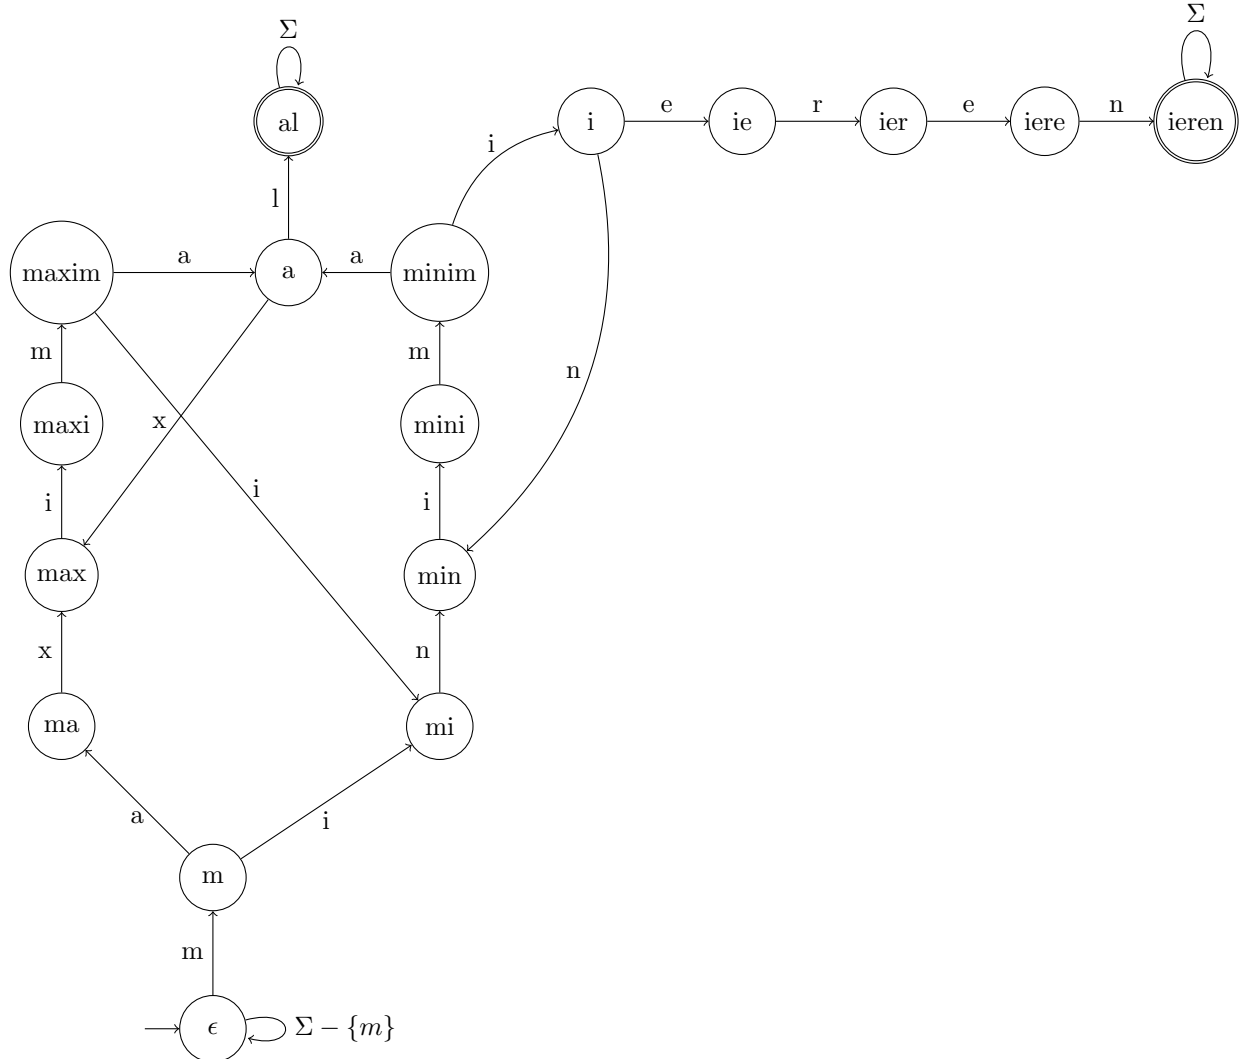 Σ
Σ
al
i
e
ie
r
ier
e
iere
n
ieren
i
l
maxim
a
a
a
minim
m
m
n
maxi
x
mini
i
i
i
max
min
x
n
ma
mi
a
i
m
m
ϵ
Σ − {m}